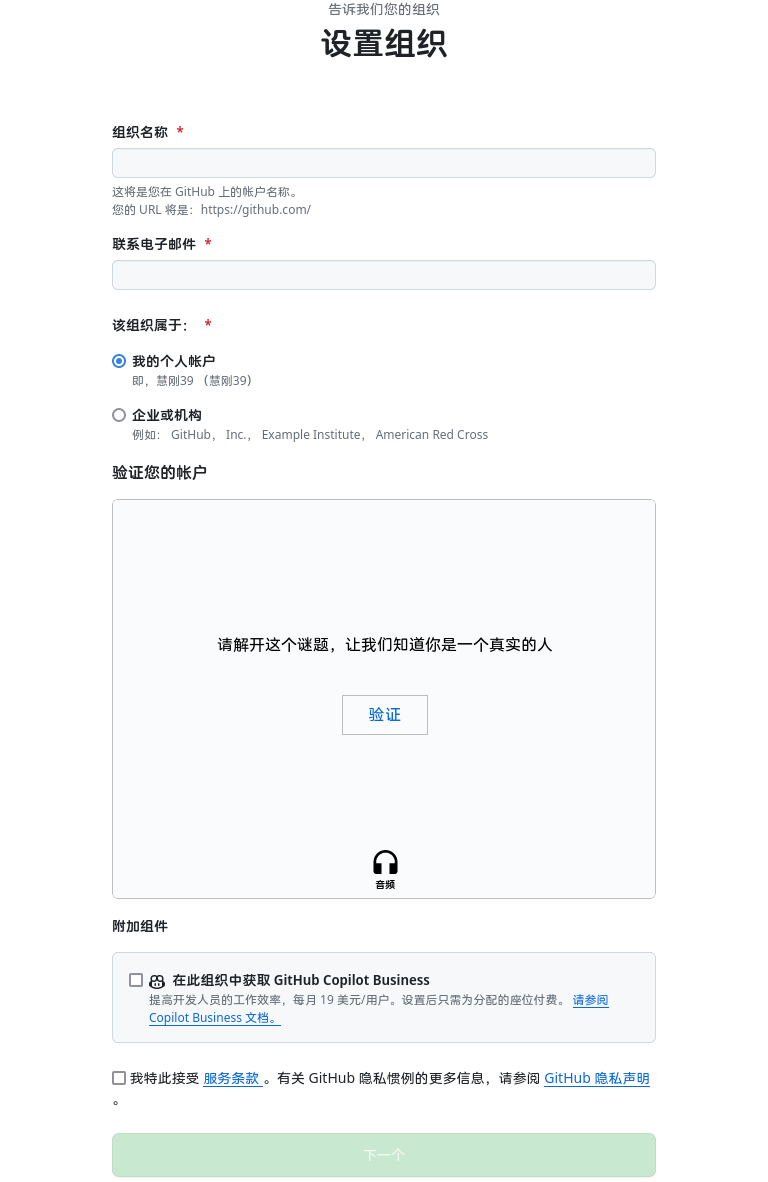 告诉我们您的组织
设置组织
组织名称 *
这将是您在 GitHub 上的帐户名称。
您的 URL 将是：https://github.com/
联系电子邮件 *
该组织属于： *
我的个人帐户
即，慧刚39 （慧刚39）
企业或机构
例如： GitHub， Inc.， Example Institute， American Red Cross
验证您的帐户
请解开这个谜题，让我们知道你是一个真实的人
验证
音频
附加组件
在此组织中获取 GitHub Copilot Business
提高开发人员的工作效率，每月 19 美元/用户。设置后只需为分配的座位付费。 请参阅
Copilot Business 文档。
我特此接受 服务条款 。有关 GitHub 隐私惯例的更多信息，请参阅 GitHub 隐私声明
。
下一个